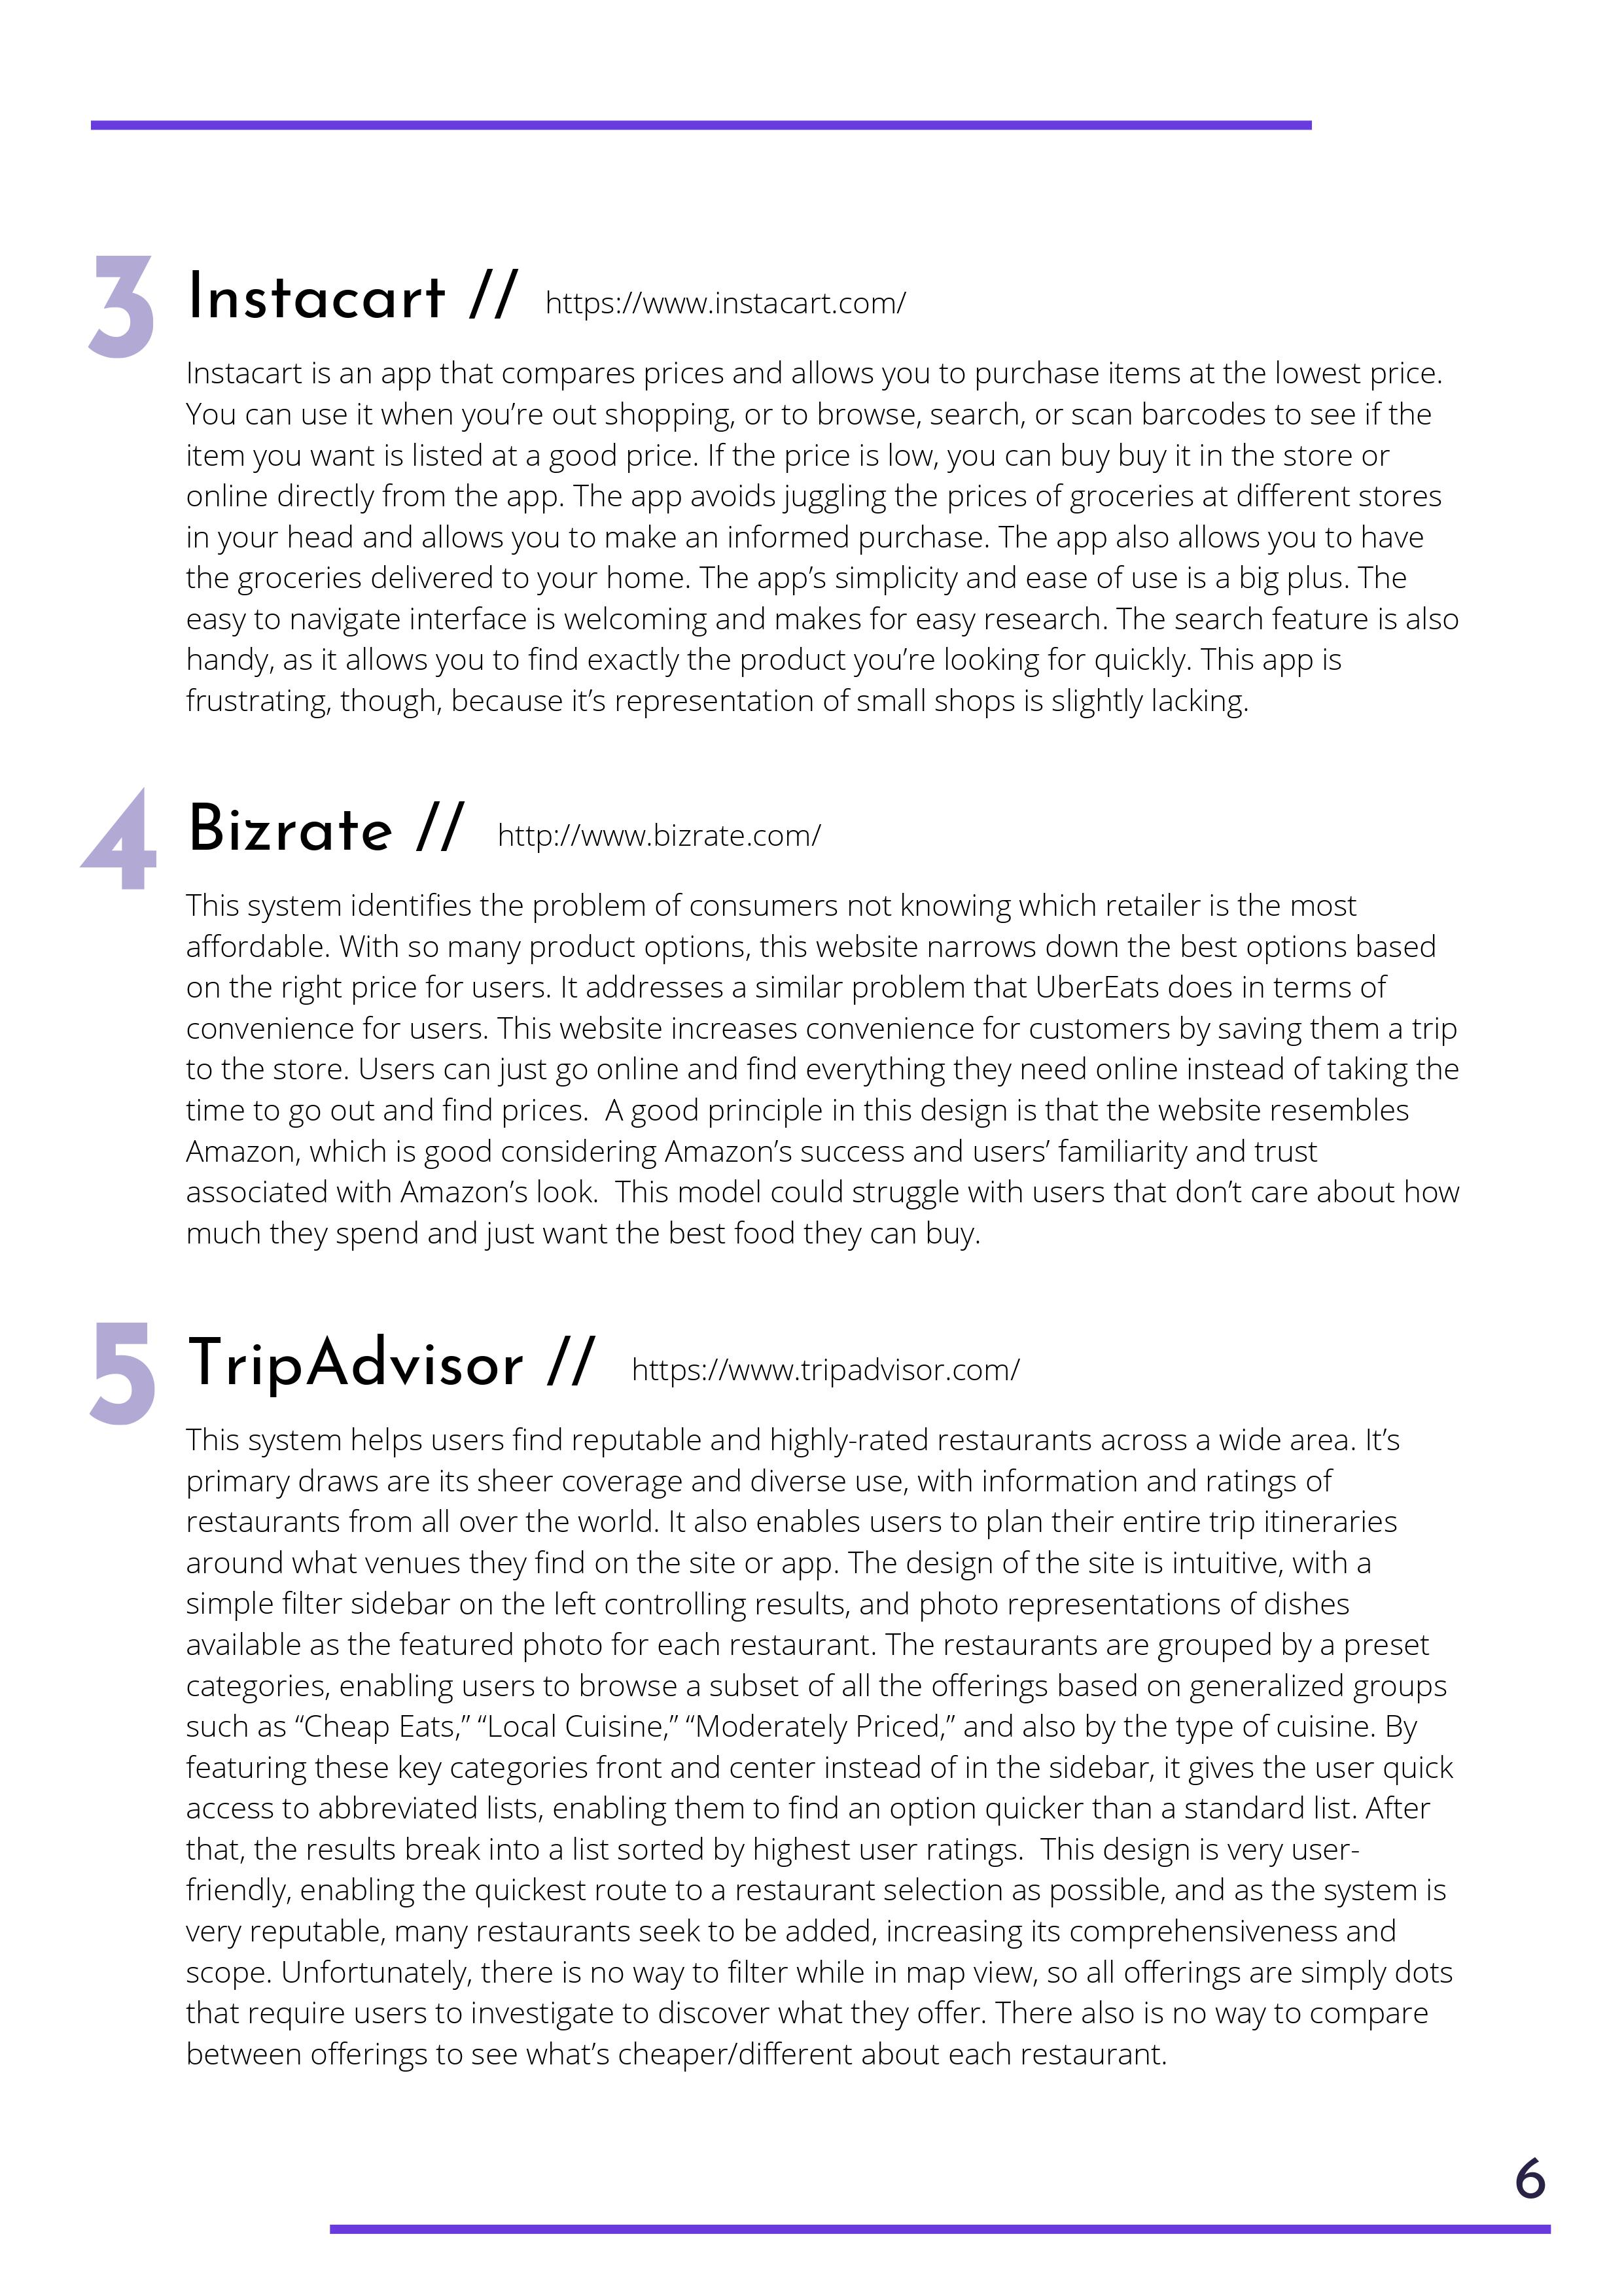 3 Instacart // https://www.instacart.com/
Instacart is an app that compares prices and allows you to purchase items at the lowest price.
You can use it when you’re out shopping, or to browse, search, or scan barcodes to see if the
item you want is listed at a good price. If the price is low, you can buy buy it in the store or
online directly from the app. The app avoids juggling the prices of groceries at different stores
in your head and allows you to make an informed purchase. The app also allows you to have
the groceries delivered to your home. The app’s simplicity and ease of use is a big plus. The
easy to navigate interface is welcoming and makes for easy research. The search feature is also
handy, as it allows you to find exactly the product you’re looking for quickly. This app is
frustrating, though, because it’s representation of small shops is slightly lacking.
4 Bizrate // http://www.bizrate.com/
This system identifies the problem of consumers not knowing which retailer is the most
affordable. With so many product options, this website narrows down the best options based
on the right price for users. It addresses a similar problem that UberEats does in terms of
convenience for users. This website increases convenience for customers by saving them a trip
to the store. Users can just go online and find everything they need online instead of taking the
time to go out and find prices.  A good principle in this design is that the website resembles
Amazon, which is good considering Amazon’s success and users’ familiarity and trust
associated with Amazon’s look.  This model could struggle with users that don’t care about how
much they spend and just want the best food they can buy.
5 TripAdvisor // https://www.tripadvisor.com/
This system helps users find reputable and highly-rated restaurants across a wide area. It’s
primary draws are its sheer coverage and diverse use, with information and ratings of
restaurants from all over the world. It also enables users to plan their entire trip itineraries
around what venues they find on the site or app. The design of the site is intuitive, with a
simple filter sidebar on the left controlling results, and photo representations of dishes
available as the featured photo for each restaurant. The restaurants are grouped by a preset
categories, enabling users to browse a subset of all the offerings based on generalized groups
such as “Cheap Eats,” “Local Cuisine,” “Moderately Priced,” and also by the type of cuisine. By
featuring these key categories front and center instead of in the sidebar, it gives the user quick
access to abbreviated lists, enabling them to find an option quicker than a standard list. After
that, the results break into a list sorted by highest user ratings.  This design is very user-
friendly, enabling the quickest route to a restaurant selection as possible, and as the system is
very reputable, many restaurants seek to be added, increasing its comprehensiveness and
scope. Unfortunately, there is no way to filter while in map view, so all offerings are simply dots
that require users to investigate to discover what they offer. There also is no way to compare
between offerings to see what’s cheaper/different about each restaurant.
6